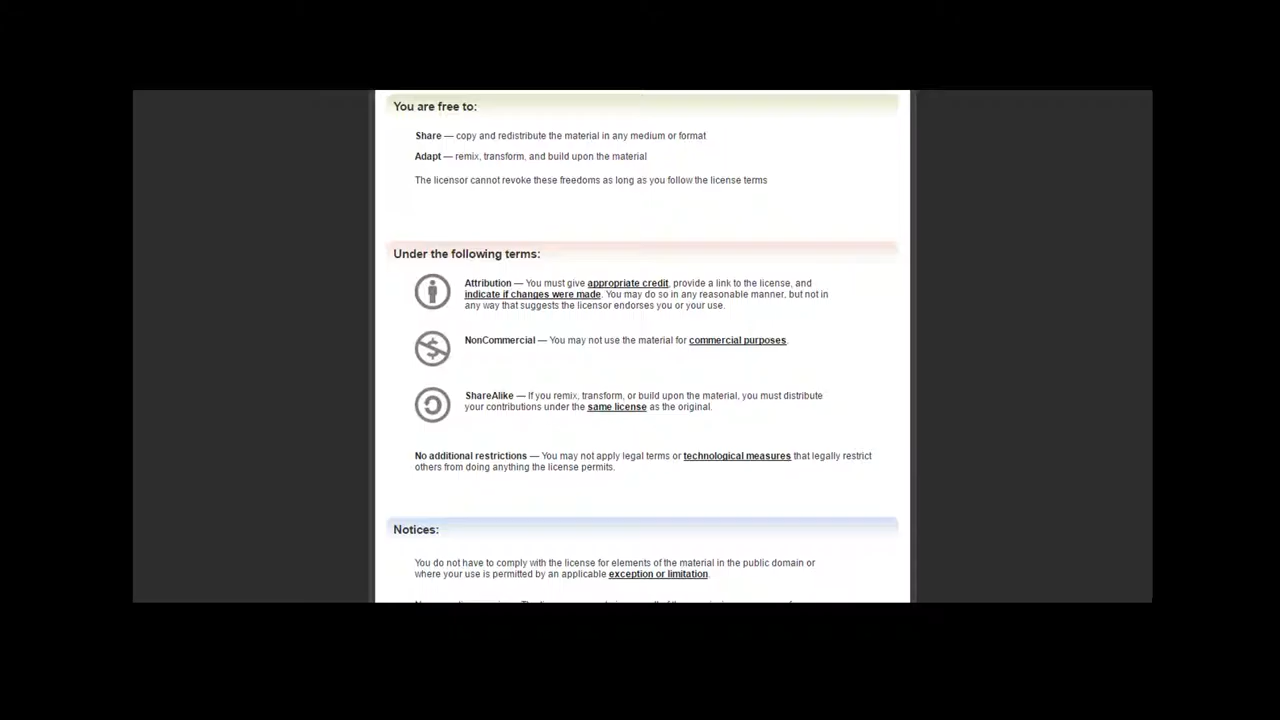 You are free to:
Share — copy and redistribute the material in any medium or format
Adapt — remix, transform, and build upon the material
The licensor cannot revoke these freedoms as long as you follow the license terms
Under the following terms:
Attribution — You must give appropriate credit, provide a link to the license, and
indicate if changes were made. You may do so in any reasonable manner, but not in
any way that suggests the licensor endorses you or your use.
NonCommercial — You may not use the material for commercial purposes.
ShareAlike — If you remix, transform, or build upon the material, you must distribute
your contributions under the same license as the original.
No additional restrictions — You may not apply legal terms or technological measures that legally restrict
others from doing anything the license permits.
Notices:
You do not have to comply with the license for elements of the material in the public domain or
where your use is permitted by an applicable exception or limitation.